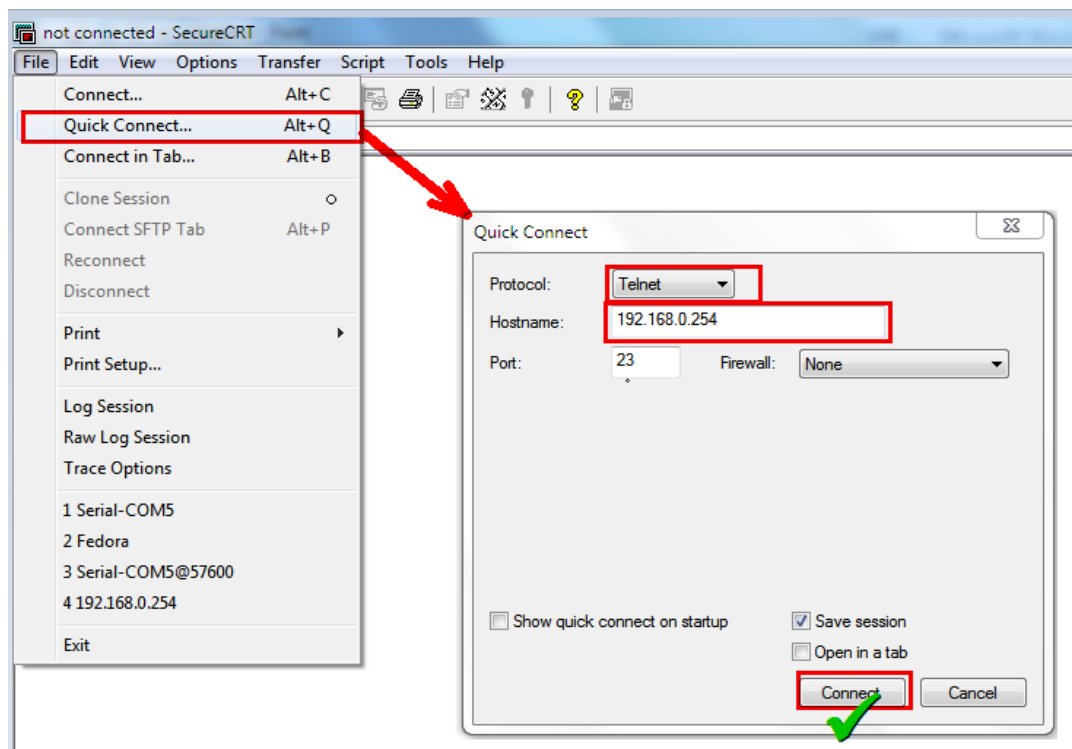 not connected - SecureCRT
File Edit View Options Transfer Script Tools Help
Connect... Alt+C
Quick Connect... Alt+Q
Connect in Tab... Alt+B
Clone Session
Connect SFTP Tab Alt+P
Reconnect
Disconnect
Print
Print Setup...
Log Session
Raw Log Session
Trace Options
1 Serial-COM5
2 Fedora
3 Serial-COM5@57600
4 192.168.0.254
Exit
Quick Connect
Protocol: Telnet
Hostname: 192.168.0.254
Port: 23 Firewall: None
Show quick connect on startup Save session
Open in a tab
Connect Cancel